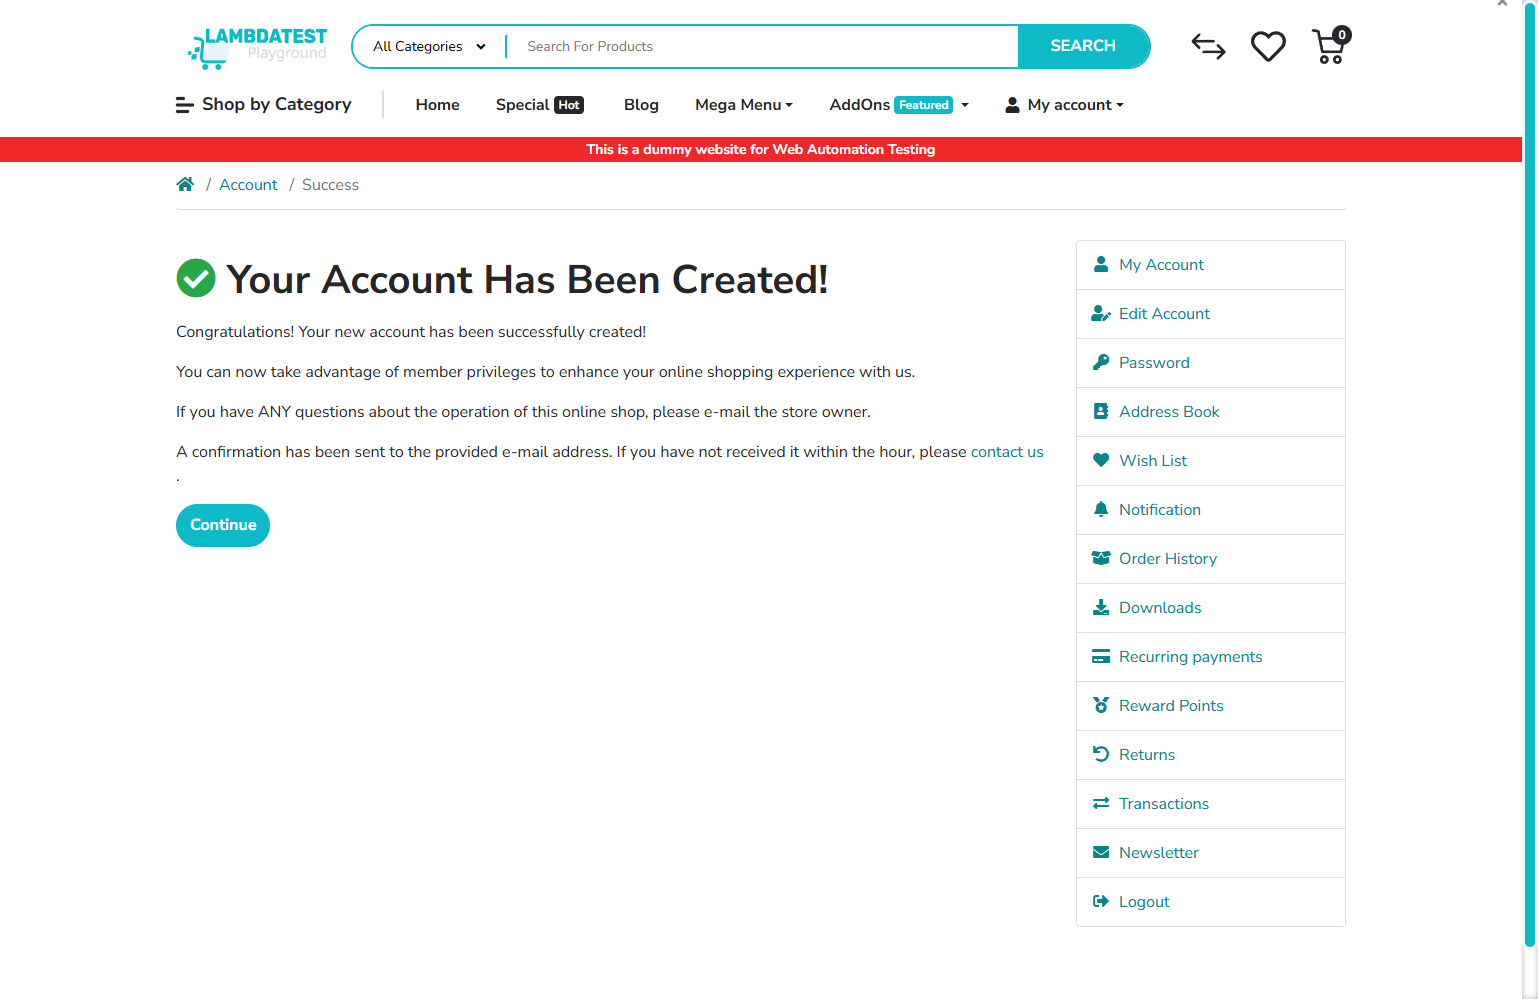 LAMBDATEST
Playground
All Categories
Search For Products
SEARCH
0
Shop by Category
Home
Special Hot
Blog
Mega Menu
AddOns Featured
My account
This is a dummy website for Web Automation Testing
/ Account / Success
Your Account Has Been Created!
Congratulations! Your new account has been successfully created!
You can now take advantage of member privileges to enhance your online shopping experience with us.
If you have ANY questions about the operation of this online shop, please e-mail the store owner.
A confirmation has been sent to the provided e-mail address. If you have not received it within the hour, please contact us
.
Continue
My Account
Edit Account
Password
Address Book
Wish List
Notification
Order History
Downloads
Recurring payments
Reward Points
Returns
Transactions
Newsletter
Logout